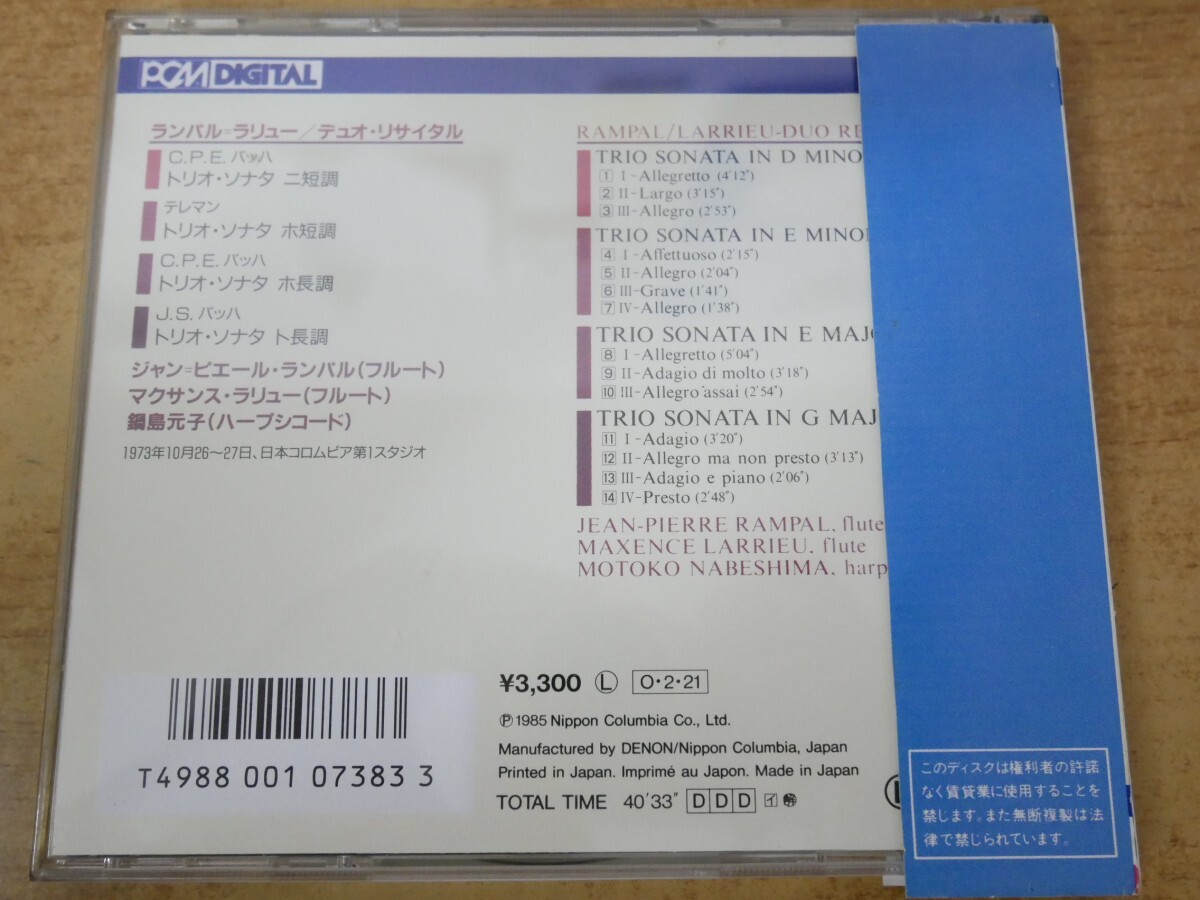 PCM DIGITAL
ランパル=ラリュー/デュオ・リサイタル
C.P.E. バッハ
トリオ・ソナタ ニ短調
テレマン
トリオ・ソナタ ホ短調
C.P.E. バッハ
トリオ・ソナタ ホ長調
J.S. バッハ
トリオ・ソナタ ト長調
ジャン=ピエール・ランパル(フルート)
マクサンス・ラリュー(フルート)
鍋島元子(ハープシコード)
1973年10月26〜27日、日本コロムビア第1スタジオ
RAMPAL/LARRIEU-DUO RE
TRIO SONATA IN D MINO
1 I-Allegretto (4'12")
2 II-Largo (3'15")
3 III-Allegro (2'53")
TRIO SONATA IN E MINO
4 I-Affettuoso (2'15")
5 II-Allegro (2'04")
6 III-Grave (1'41")
7 IV-Allegro (1'38")
TRIO SONATA IN E MAJ
8 I-Allegretto (5'04")
9 II-Adagio di molto (3'18")
10 III-Allegro assai (2'54")
TRIO SONATA IN G MAJ
11 I-Adagio (3'20")
12 II-Allegro ma non presto (3'13")
13 III-Adagio e piano (2'06")
14 IV-Presto (2'48")
JEAN-PIERRE RAMPAL, flute
MAXENCE LARRIEU, flute
MOTOKO NABESHIMA, harp
¥3,300 Ⓛ O・2・21
Ⓟ1985 Nippon Columbia Co., Ltd.
Manufactured by DENON/Nippon Columbia, Japan
Printed in Japan. Imprimé au Japon. Made in Japan
TOTAL TIME 40'33" DDD
T4988 001 07383 3
このディスクは権利者の許諾
なく賃貸業に使用することを
禁じます。また無断複製は法
律で禁じられています。